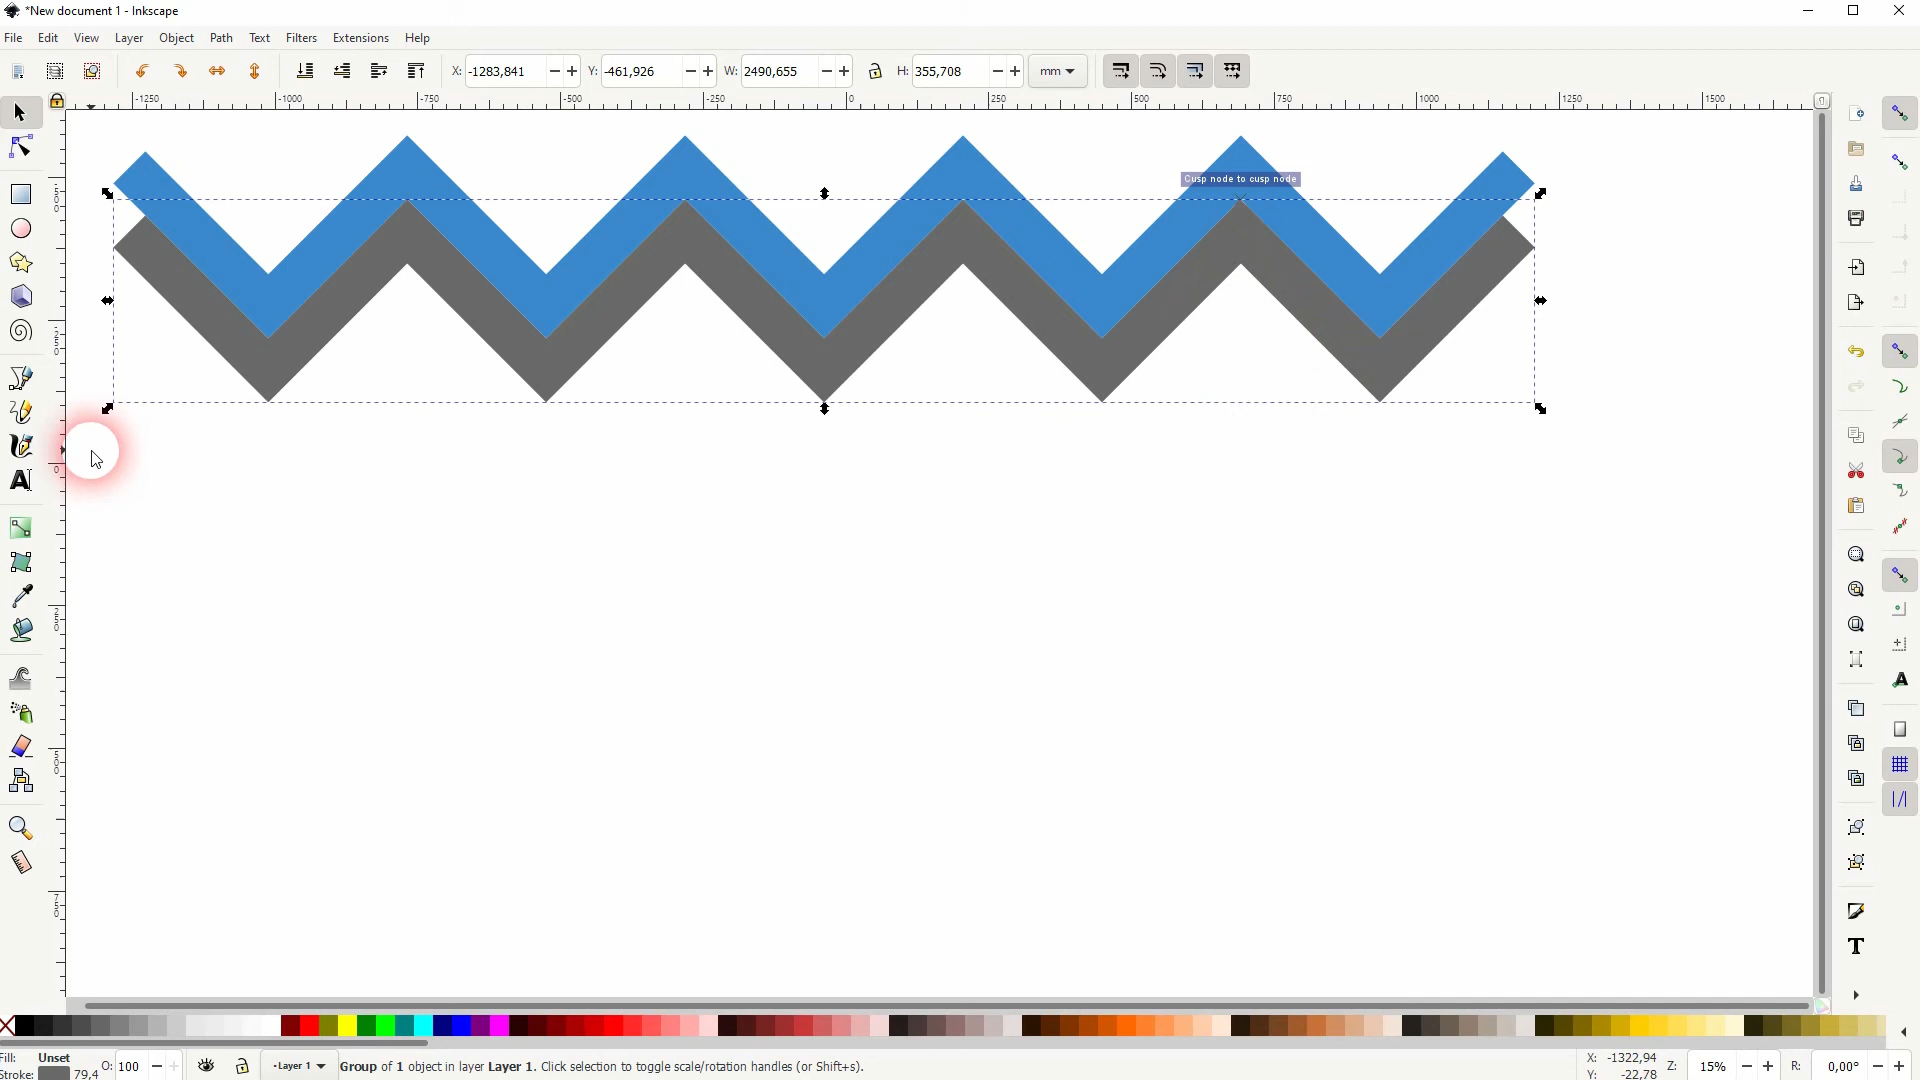 *New document 1 - Inkscape
File Edit View Layer Object Path Text Filters Extensions Help
X: -1283,841 Y: -461,926 W: 2490,655 H: 355,708 mm
-1250 -1000 -750 -500 -250 0 250 500 750 1000 1250 1500
Cusp node to cusp node
Fill: Unset O: 100 Layer 1 Group of 1 object in layer Layer 1. Click selection to toggle scale/rotation handles (or Shift+s). X: -1322,94 Z: 15% R: 0,00°
Stroke: 79,4 Y: -22,78